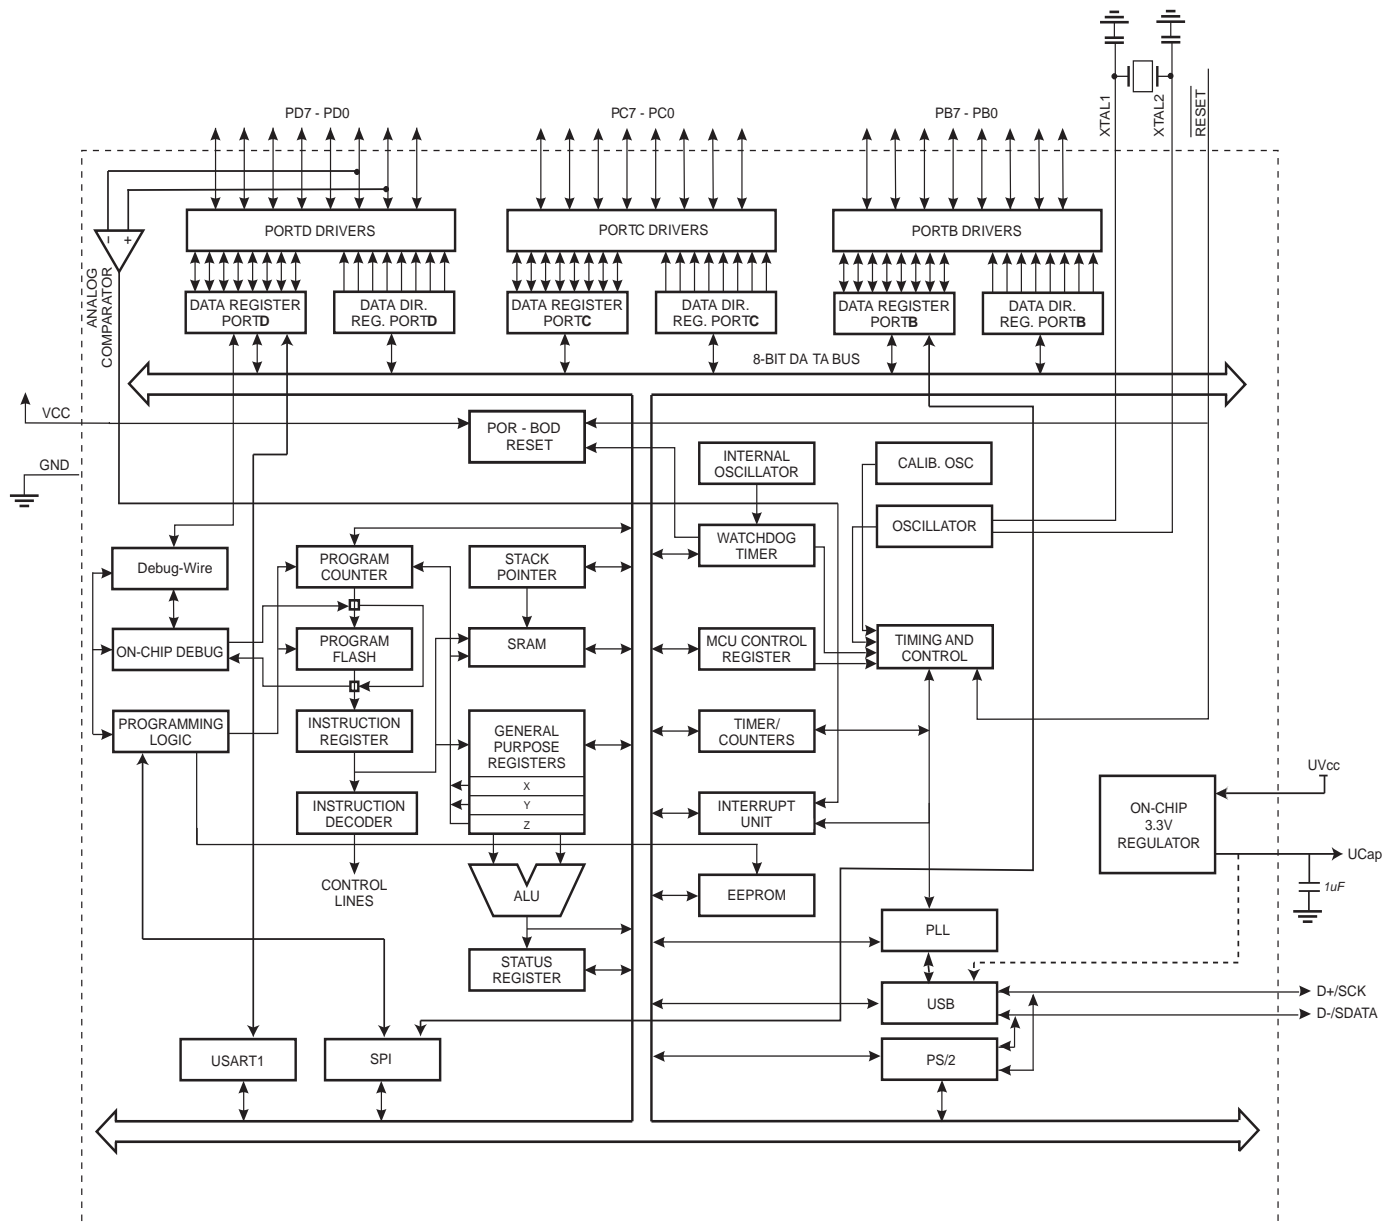 XTAL1
XTAL2
RESET
PD7 - PD0
PC7 - PC0
PB7 - PB0
- +
PORTD DRIVERS
PORTC DRIVERS
PORTB DRIVERS
ANALOG
COMPARATOR
DATA REGISTER
PORTD
DATA DIR.
REG. PORTD
DATA REGISTER
PORTC
DATA DIR.
REG. PORTC
DATA REGISTER
PORTB
DATA DIR.
REG. PORTB
8-BIT DA TA BUS
VCC
GND
POR - BOD
RESET
INTERNAL
OSCILLATOR
CALIB. OSC
OSCILLATOR
WATCHDOG
TIMER
Debug-Wire
PROGRAM
COUNTER
STACK
POINTER
ON-CHIP DEBUG
PROGRAM
FLASH
SRAM
MCU CONTROL
REGISTER
TIMING AND
CONTROL
PROGRAMMING
LOGIC
INSTRUCTION
REGISTER
GENERAL
PURPOSE
REGISTERS
X
Y
Z
TIMER/
COUNTERS
INSTRUCTION
DECODER
INTERRUPT
UNIT
UVcc
ON-CHIP
3.3V
REGULATOR
UCap
1uF
CONTROL
LINES
ALU
EEPROM
STATUS
REGISTER
PLL
USB
D+/SCK
D-/SDATA
USART1
SPI
PS/2